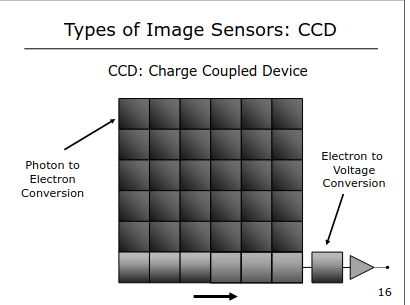 Types of Image Sensors: CCD
CCD: Charge Coupled Device
Photon to
Electron
Conversion
Electron to
Voltage
Conversion
16